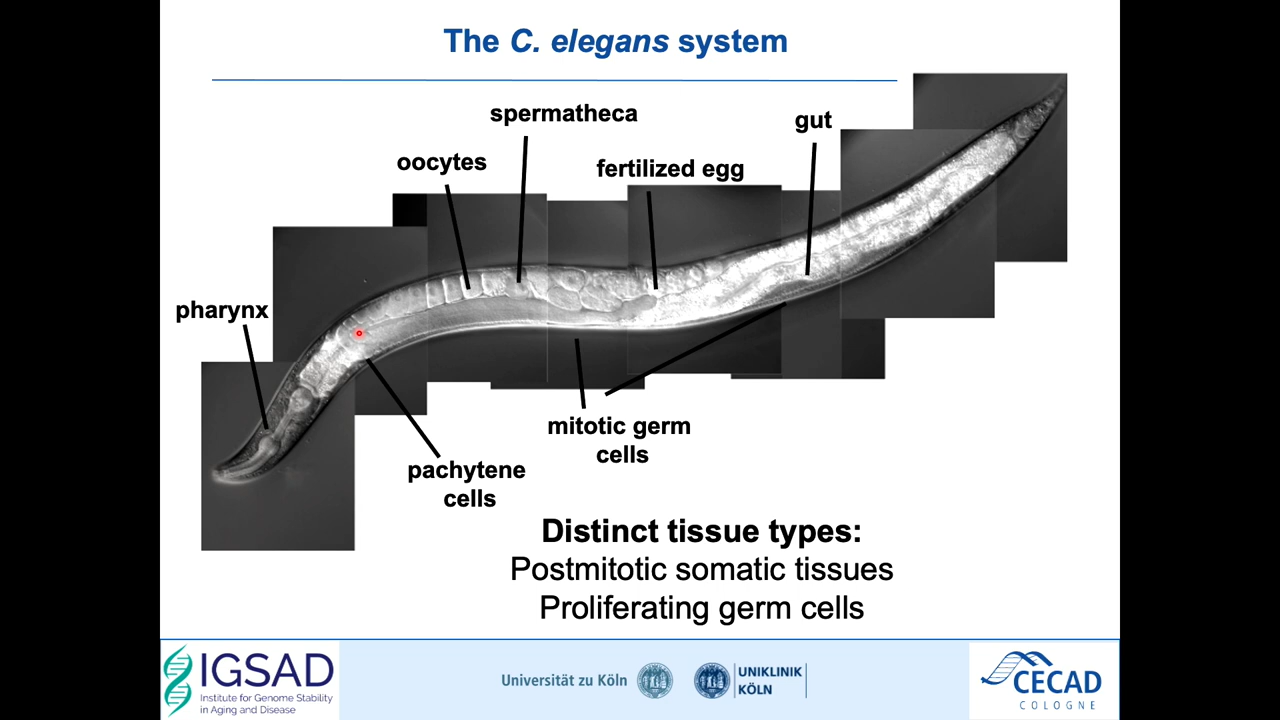 The C. elegans system
spermatheca
gut
oocytes
fertilized egg
pharynx
mitotic germ
cells
pachytene
cells
Distinct tissue types:
Postmitotic somatic tissues
Proliferating germ cells
IGSAD
Institute for Genome Stability
in Aging and Disease
Universität zu Köln
UNIKLINIK
KÖLN
CECAD
COLOGNE